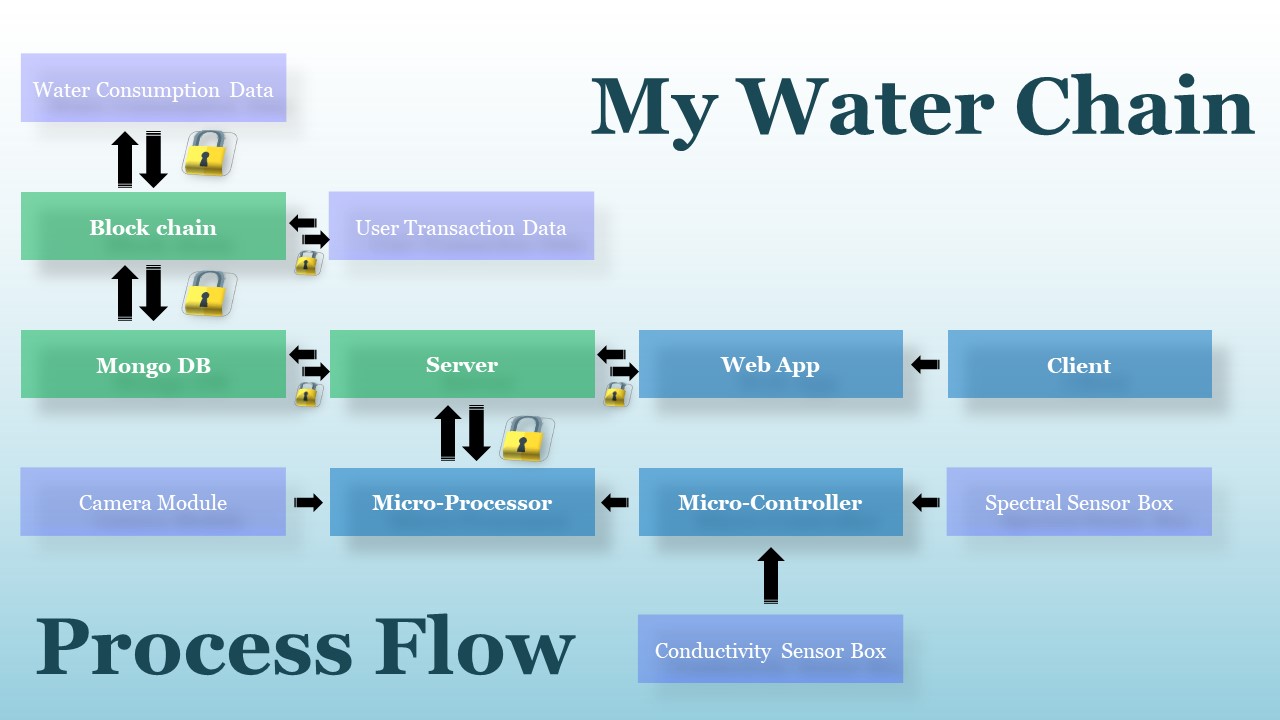 My Water Chain
Water Consumption Data
Block chain
User Transaction Data
Mongo DB
Server
Web App
Client
Camera Module
Micro-Processor
Micro-Controller
Spectral Sensor Box
Conductivity Sensor Box
Process Flow